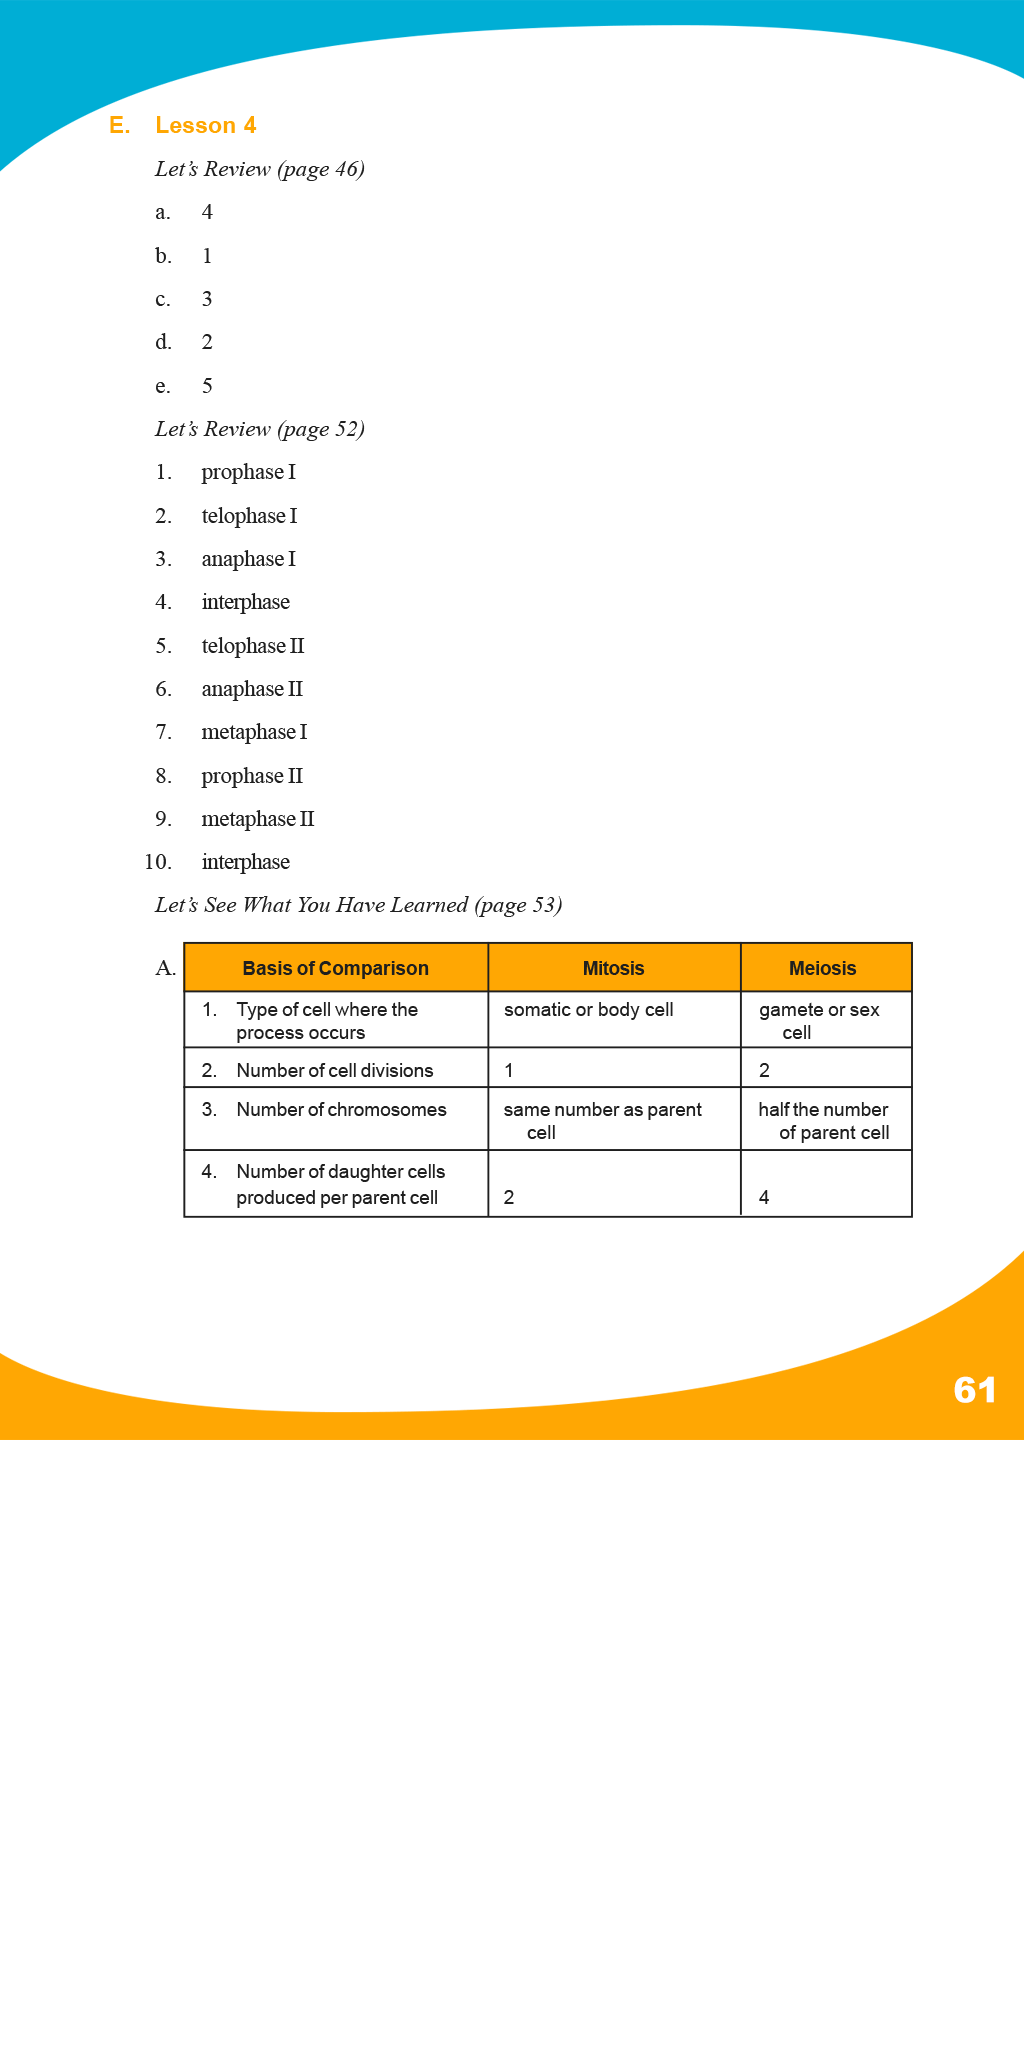 E. Lesson 4
Let’s Review (page 46)
a. 4
b. 1
c. 3
d. 2
e. 5
Let’s Review (page 52)
1. prophase I
2. telophase I
3. anaphase I
4. interphase
5. telophase II
6. anaphase II
7. metaphase I
8. prophase II
9. metaphase II
10. interphase
Let’s See What You Have Learned (page 53)
A. Basis of Comparison Mitosis Meiosis
1. Type of cell where the somatic or body cell gamete or sex
process occurs cell
2. Number of cell divisions 1 2
3. Number of chromosomes same number as parent half the number
cell of parent cell
4. Number of daughter cells
produced per parent cell 2 4
61